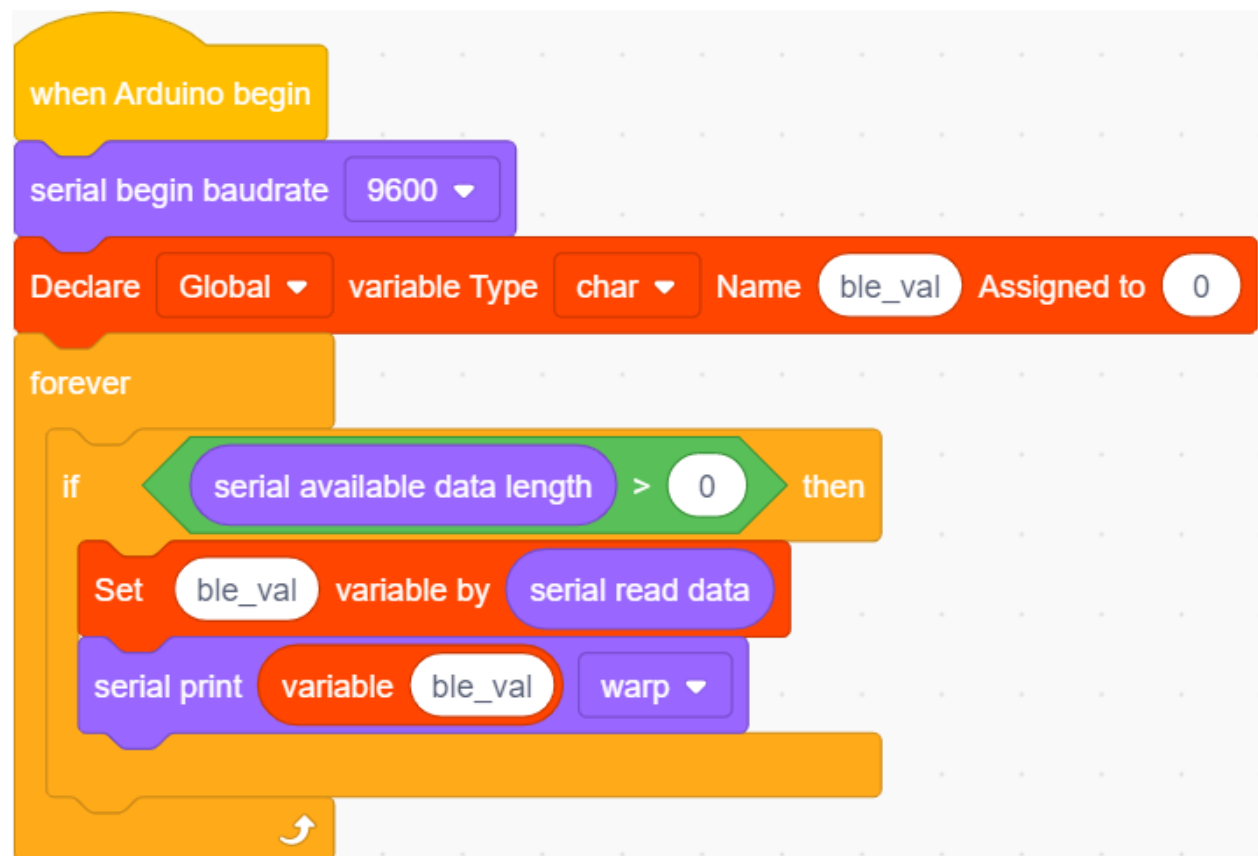 when Arduino begin
serial begin baudrate 9600
Declare Global variable Type char Name ble_val Assigned to 0
forever
if serial available data length > 0 then
Set ble_val variable by serial read data
serial print variable ble_val warp